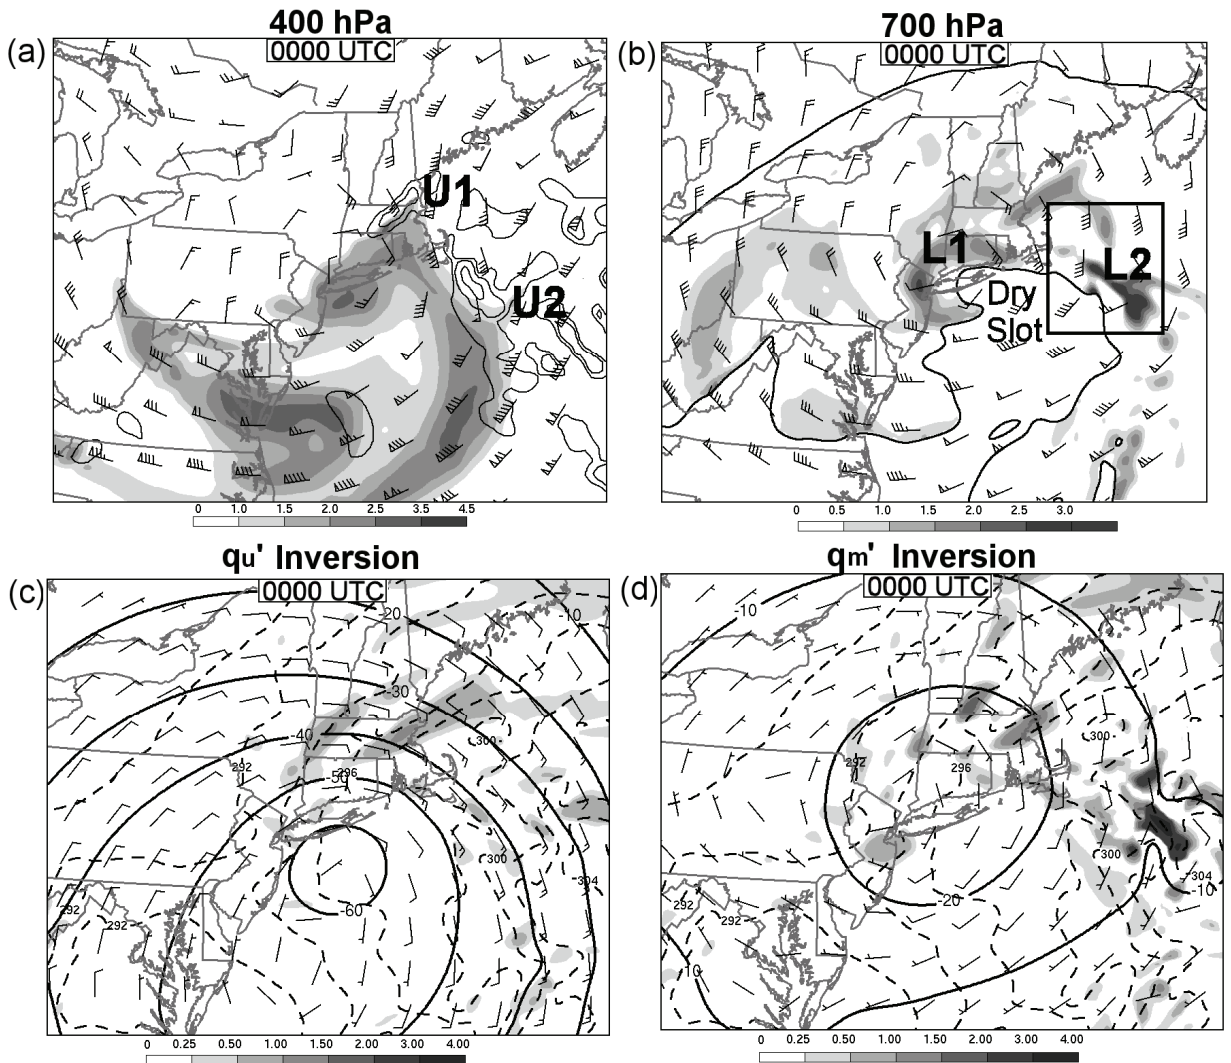 400 hPa
700 hPa
(a)
0000 UTC
(b)
0000 UTC
U1
U2
L1
L2
Dry
Slot
0 1.0 1.5 2.0 2.5 3.5 4.5
0 0.5 1.0 1.5 2.0 2.5 3.0
qu' Inversion
qm' Inversion
(c)
0000 UTC
(d)
0000 UTC
-20
-10
-30
-40
-50
-60
292
296
300
300
304
292
292
-10
292
296
300
300
304
-10
-20
292
292
10
0 0.25 0.50 1.00 1.50 2.00 3.00 4.00
0 0.25 0.50 1.00 1.50 2.00 3.00 4.00